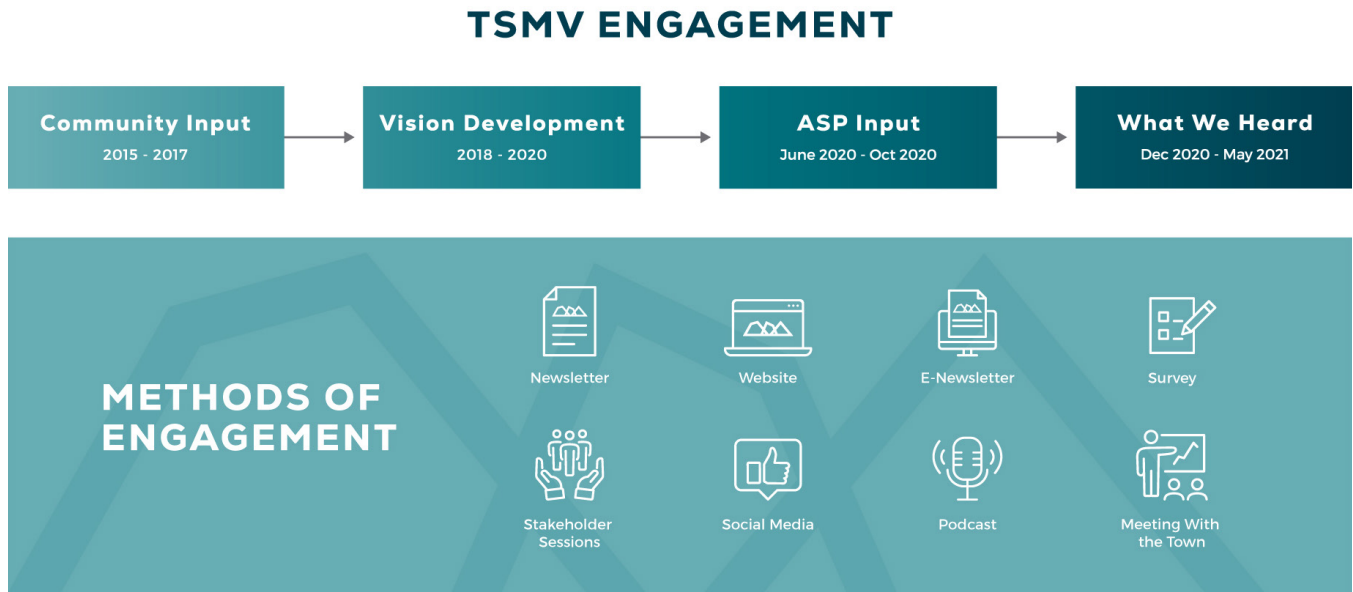 TSMV ENGAGEMENT
Community Input
2015 - 2017
Vision Development
2018 - 2020
ASP Input
June 2020 - Oct 2020
What We Heard
Dec 2020 - May 2021
METHODS OF
ENGAGEMENT
Newsletter
Website
E-Newsletter
Survey
Stakeholder
Sessions
Social Media
Podcast
Meeting With
the Town